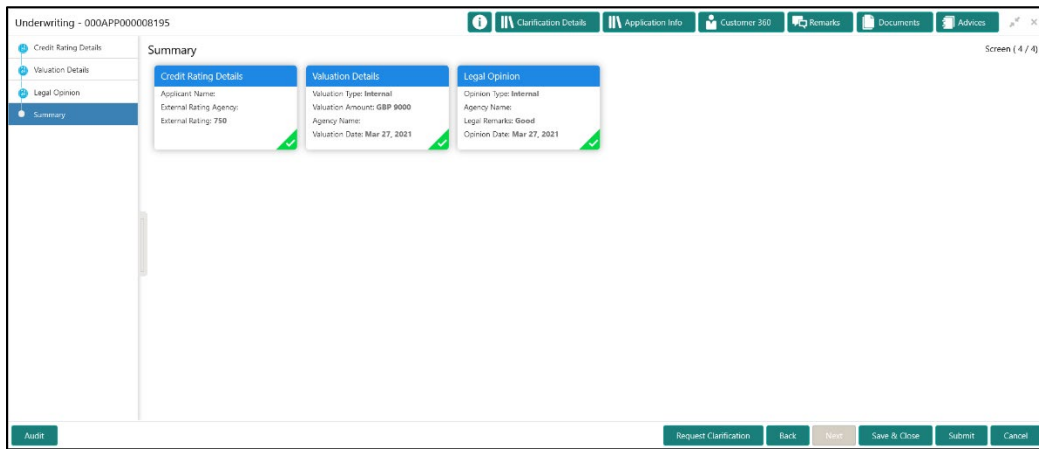 Underwriting - 000APP000008195
Clarification Details
Application Info
Customer 360
Remarks
Documents
Advices
Credit Rating Details
Valuation Details
Legal Opinion
Summary
Summary
Screen ( 4 / 4)
Credit Rating Details
Applicant Name:
External Rating Agency:
External Rating: 750
Valuation Details
Valuation Type: Internal
Valuation Amount: GBP 9000
Agency Name:
Valuation Date: Mar 27, 2021
Legal Opinion
Opinion Type: Internal
Agency Name:
Legal Remarks: Good
Opinion Date: Mar 27, 2021
Audit
Request Clarification
Back
Next
Save & Close
Submit
Cancel